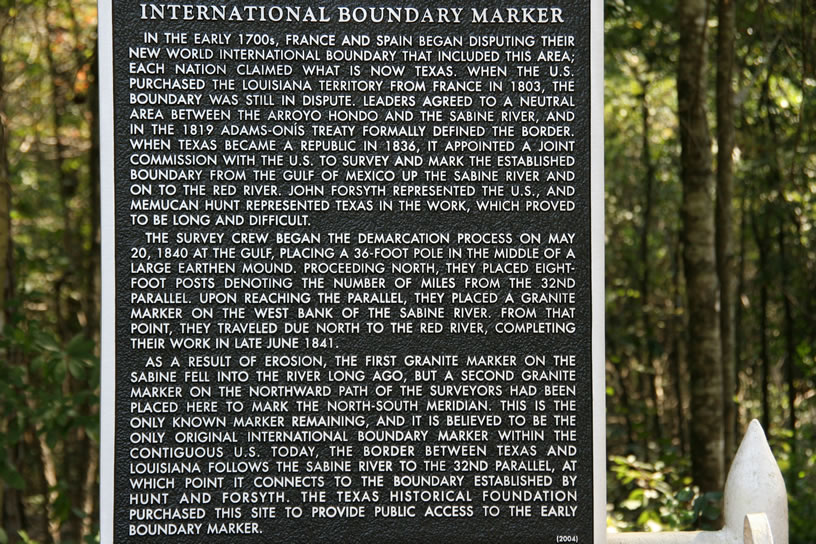 INTERNATIONAL BOUNDARY MARKER
IN THE EARLY 1700s, FRANCE AND SPAIN BEGAN DISPUTING THEIR
NEW WORLD INTERNATIONAL BOUNDARY THAT INCLUDED THIS AREA;
EACH NATION CLAIMED WHAT IS NOW TEXAS. WHEN THE U.S.
PURCHASED THE LOUISIANA TERRITORY FROM FRANCE IN 1803, THE
BOUNDARY WAS STILL IN DISPUTE. LEADERS AGREED TO A NEUTRAL
AREA BETWEEN THE ARROYO HONDO AND THE SABINE RIVER, AND
IN THE 1819 ADAMS-ONÍS TREATY FORMALLY DEFINED THE BORDER.
WHEN TEXAS BECAME A REPUBLIC IN 1836, IT APPOINTED A JOINT
COMMISSION WITH THE U.S. TO SURVEY AND MARK THE ESTABLISHED
BOUNDARY FROM THE GULF OF MEXICO UP THE SABINE RIVER AND
ON TO THE RED RIVER. JOHN FORSYTH REPRESENTED THE U.S., AND
MEMUCAN HUNT REPRESENTED TEXAS IN THE WORK, WHICH PROVED
TO BE LONG AND DIFFICULT.
THE SURVEY CREW BEGAN THE DEMARCATION PROCESS ON MAY
20, 1840 AT THE GULF, PLACING A 36-FOOT POLE IN THE MIDDLE OF A
LARGE EARTHEN MOUND. PROCEEDING NORTH, THEY PLACED EIGHT-
FOOT POSTS DENOTING THE NUMBER OF MILES FROM THE 32ND
PARALLEL. UPON REACHING THE PARALLEL, THEY PLACED A GRANITE
MARKER ON THE WEST BANK OF THE SABINE RIVER. FROM THAT
POINT, THEY TRAVELED DUE NORTH TO THE RED RIVER, COMPLETING
THEIR WORK IN LATE JUNE 1841.
AS A RESULT OF EROSION, THE FIRST GRANITE MARKER ON THE
SABINE FELL INTO THE RIVER LONG AGO, BUT A SECOND GRANITE
MARKER ON THE NORTHWARD PATH OF THE SURVEYORS HAD BEEN
PLACED HERE TO MARK THE NORTH-SOUTH MERIDIAN. THIS IS THE
ONLY KNOWN MARKER REMAINING, AND IT IS BELIEVED TO BE THE
ONLY ORIGINAL INTERNATIONAL BOUNDARY MARKER WITHIN THE
CONTIGUOUS U.S. TODAY, THE BORDER BETWEEN TEXAS AND
LOUISIANA FOLLOWS THE SABINE RIVER TO THE 32ND PARALLEL, AT
WHICH POINT IT CONNECTS TO THE BOUNDARY ESTABLISHED BY
HUNT AND FORSYTH. THE TEXAS HISTORICAL FOUNDATION
PURCHASED THIS SITE TO PROVIDE PUBLIC ACCESS TO THE EARLY
BOUNDARY MARKER.
(2004)